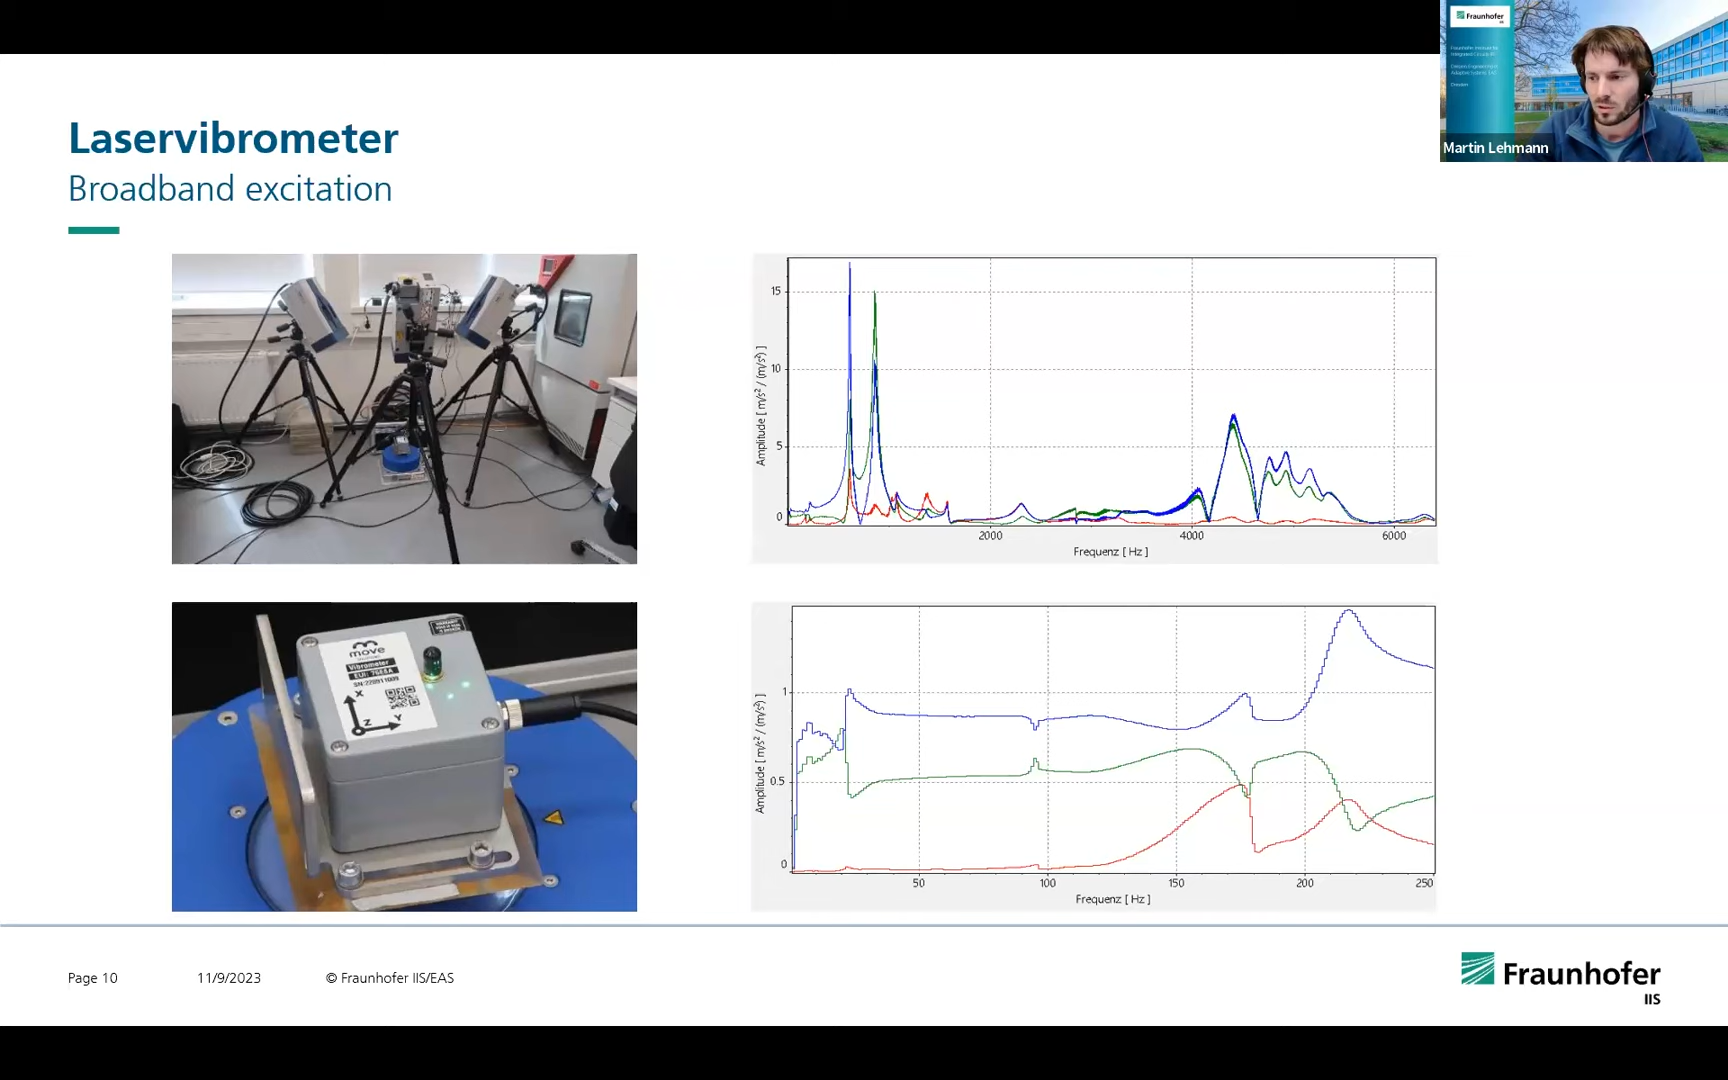 Fraunhofer
IIS
Martin Lehmann
Laservibrometer
Broadband excitation
15
10
5
0
Amplitude [ m/s² / (m/s²) ]
2000
4000
6000
Frequenz [ Hz ]
move
Vibrometer
X
Z
Y
1
0.5
0
Amplitude [ m/s² / (m/s²) ]
50
100
150
200
250
Frequenz [ Hz ]
Page 10
11/9/2023
© Fraunhofer IIS/EAS
Fraunhofer
IIS